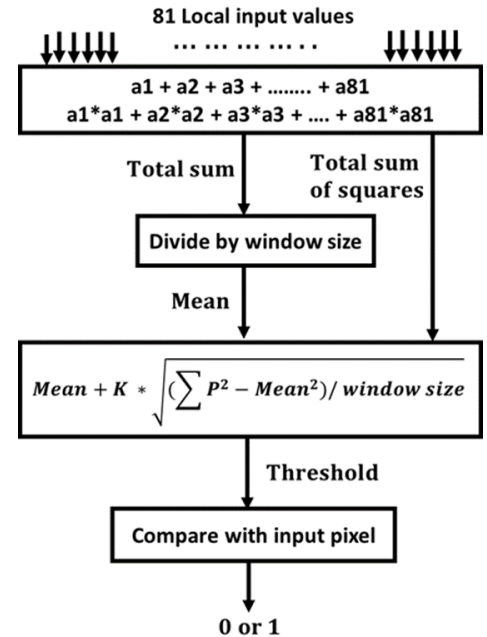 81 Local input values
... ... ... ... . .
a1 + a2 + a3 + ........ + a81
a1*a1 + a2*a2 + a3*a3 + .... + a81*a81
Total sum
Total sum
of squares
Divide by window size
Mean
Mean + K * √(∑ P² − Mean²)/ window size
Threshold
Compare with input pixel
0 or 1